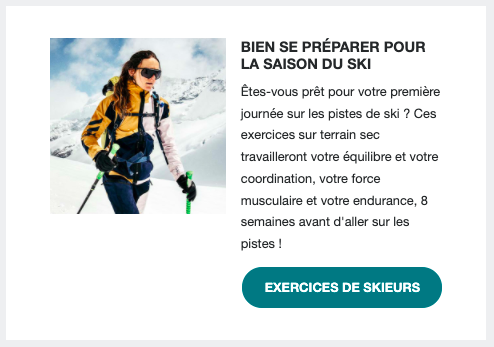 BIEN SE PRÉPARER POUR
LA SAISON DU SKI
Êtes-vous prêt pour votre première
journée sur les pistes de ski ? Ces
exercices sur terrain sec
travailleront votre équilibre et votre
coordination, votre force
musculaire et votre endurance, 8
semaines avant d'aller sur les
pistes !
EXERCICES DE SKIEURS